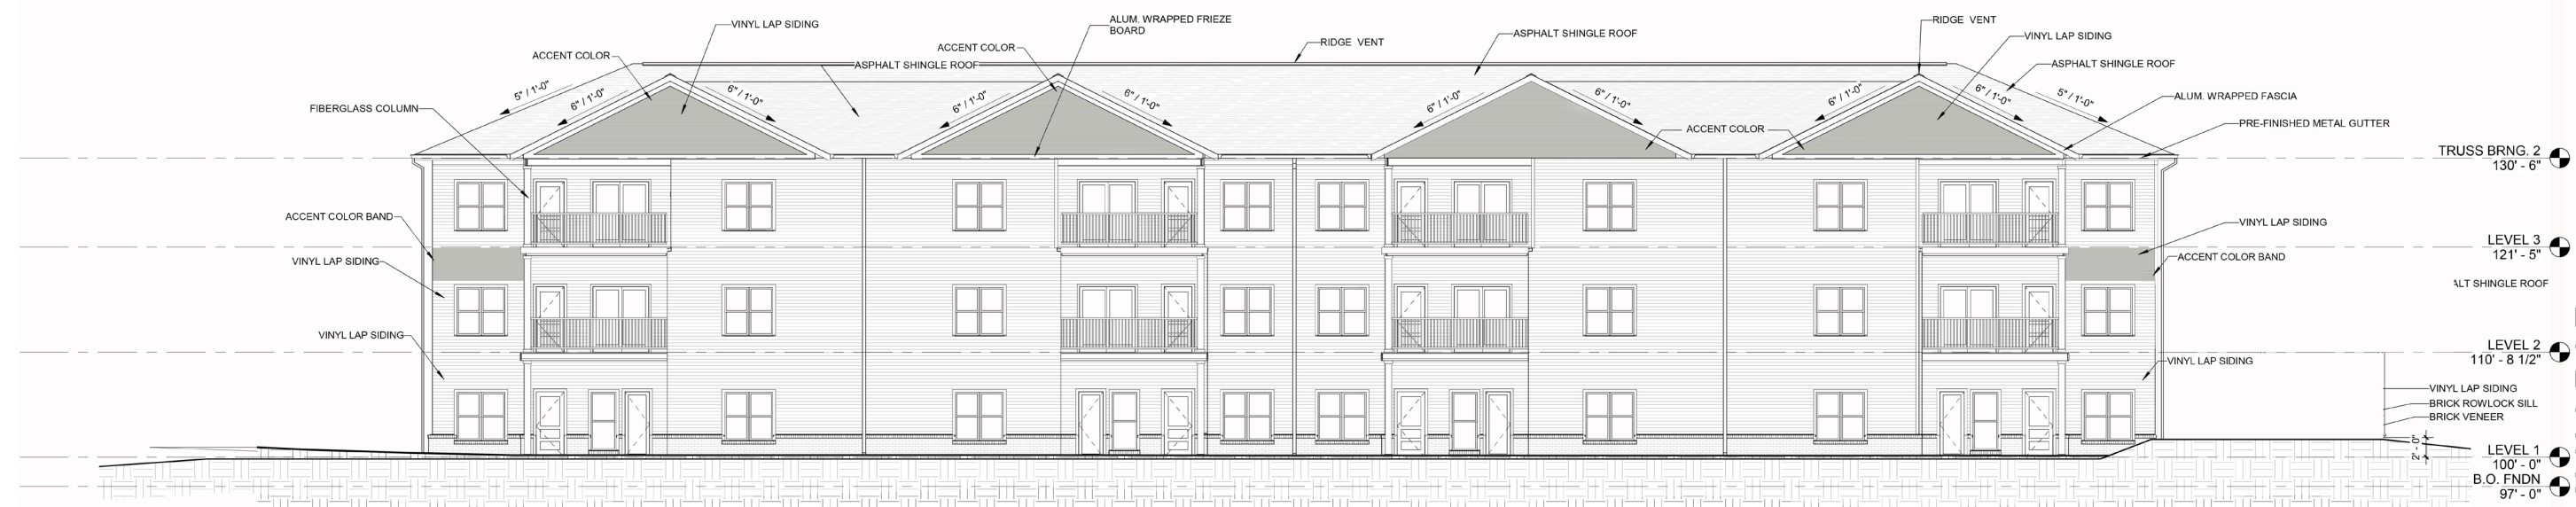 VINYL LAP SIDING
ALUM. WRAPPED FRIEZE
BOARD
RIDGE VENT
ACCENT COLOR
ACCENT COLOR
RIDGE VENT
ASPHALT SHINGLE ROOF
VINYL LAP SIDING
ASPHALT SHINGLE ROOF
ASPHALT SHINGLE ROOF
5" / 1'-0"
6" / 1'-0"
6" / 1'-0"
6" / 1'-0"
6" / 1'-0"
6" / 1'-0"
6" / 1'-0"
6" / 1'-0"
6" / 1'-0"
5" / 1'-0"
ALUM. WRAPPED FASCIA
FIBERGLASS COLUMN
PRE-FINISHED METAL GUTTER
ACCENT COLOR
TRUSS BRNG. 2
130' - 6"
ACCENT COLOR BAND
VINYL LAP SIDING
LEVEL 3
121' - 5"
VINYL LAP SIDING
ACCENT COLOR BAND
ALT SHINGLE ROOF
VINYL LAP SIDING
LEVEL 2
110' - 8 1/2"
VINYL LAP SIDING
VINYL LAP SIDING
BRICK ROWLOCK SILL
BRICK VENEER
2' - 0"
LEVEL 1
100' - 0"
B.O. FNDN
97' - 0"